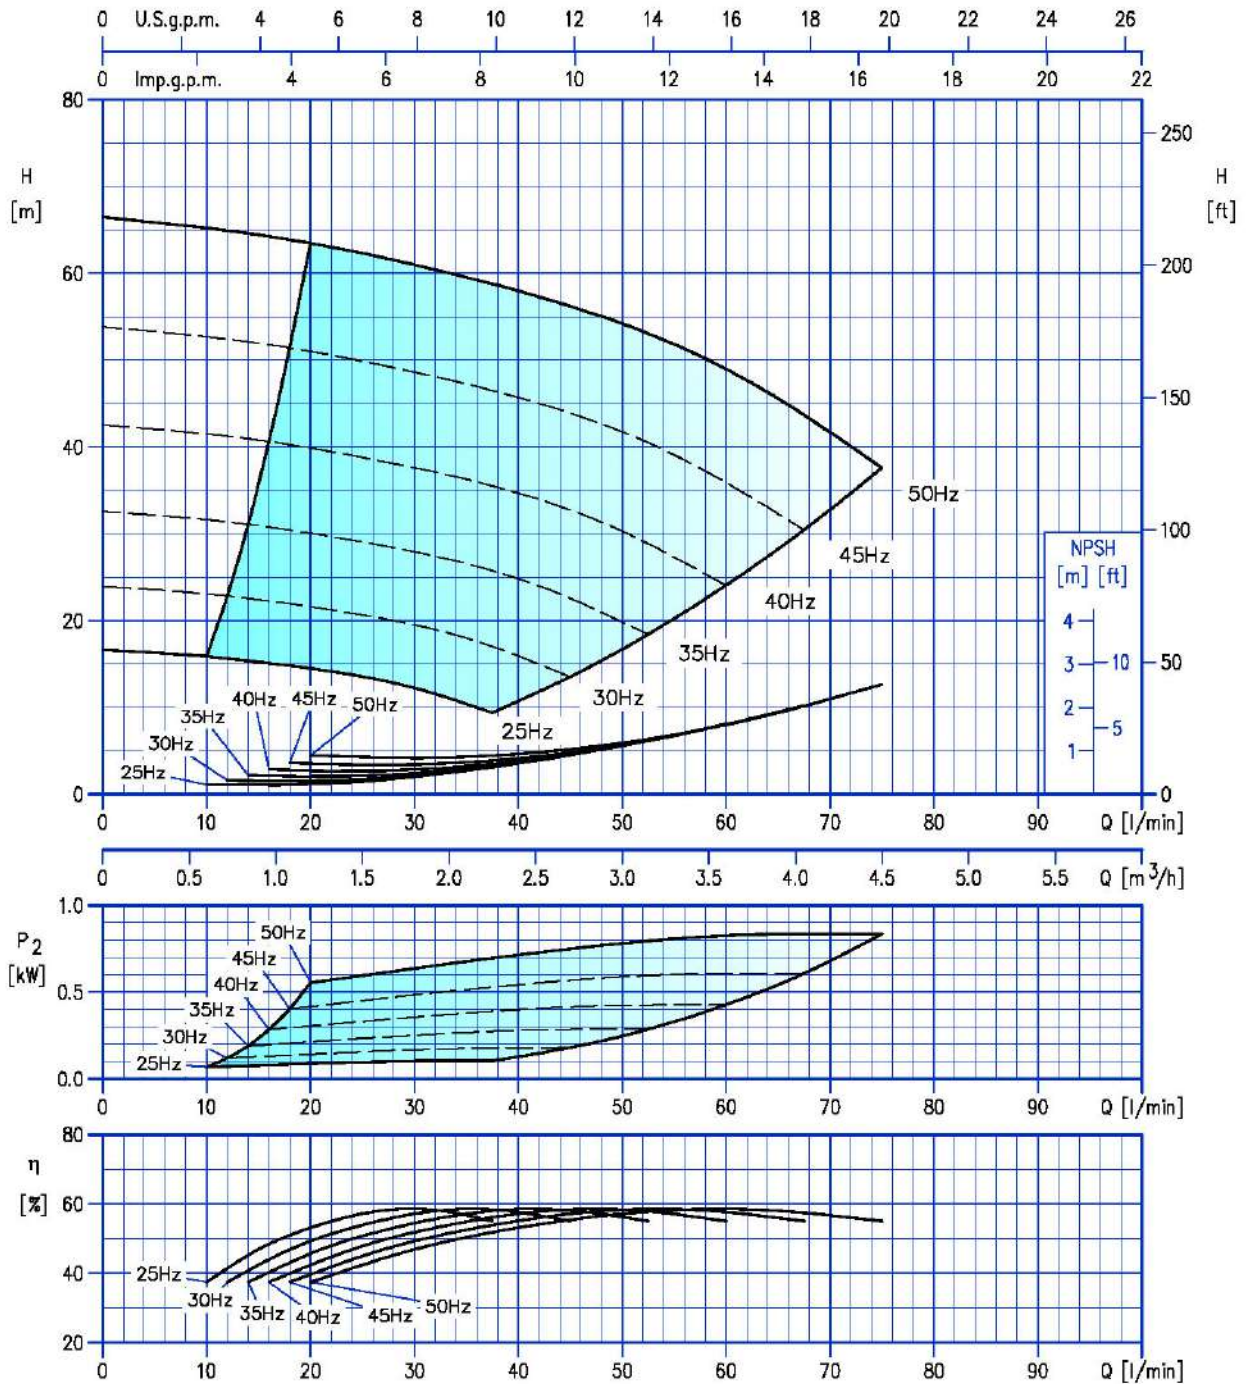 0 U.S.g.p.m. 4 6 8 10 12 14 16 18 20 22 24 26
0 Imp.g.p.m. 4 6 8 10 12 14 16 18 20 22
80
250
H
[m]
H
[ft]
60
200
150
40
50Hz
100
NPSH
[m] [ft]
45Hz
40Hz
4
20
35Hz
3
10
50
30Hz
2
40Hz 45Hz 50Hz
35Hz
25Hz
5
30Hz
1
25Hz
0
0
0 10 20 30 40 50 60 70 80 90 Q [l/min]
0 0.5 1.0 1.5 2.0 2.5 3.0 3.5 4.0 4.5 5.0 5.5 Q [m³/h]
1.0
P2
[kW]
50Hz
45Hz
40Hz
0.5
35Hz
30Hz
25Hz
0.0
0 10 20 30 40 50 60 70 80 90 Q [l/min]
80
η
[%]
60
40
25Hz
30Hz
35Hz
40Hz
45Hz
50Hz
20
0 10 20 30 40 50 60 70 80 90 Q [l/min]